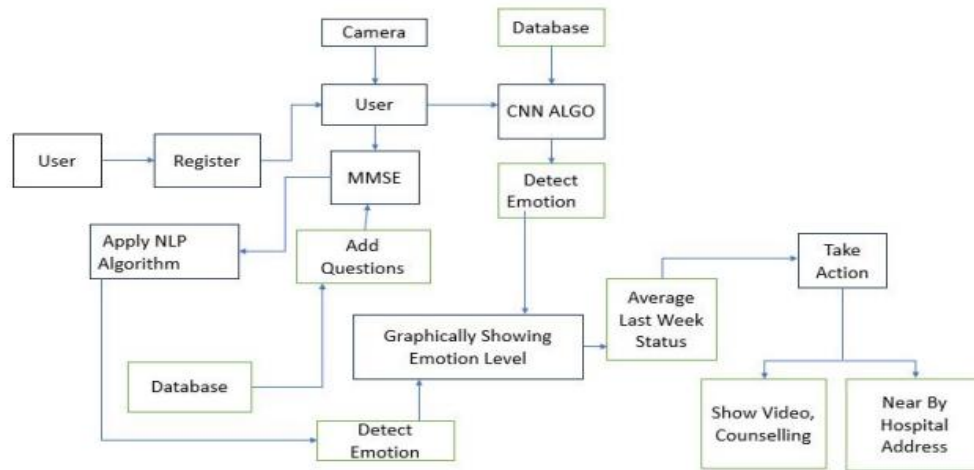 Camera
Database
User
CNN ALGO
User
Register
MMSE
Detect
Emotion
Apply NLP
Algorithm
Add
Questions
Take
Action
Average
Last Week
Status
Graphically Showing
Emotion Level
Database
Detect
Emotion
Show Video,
Counselling
Near By
Hospital
Address